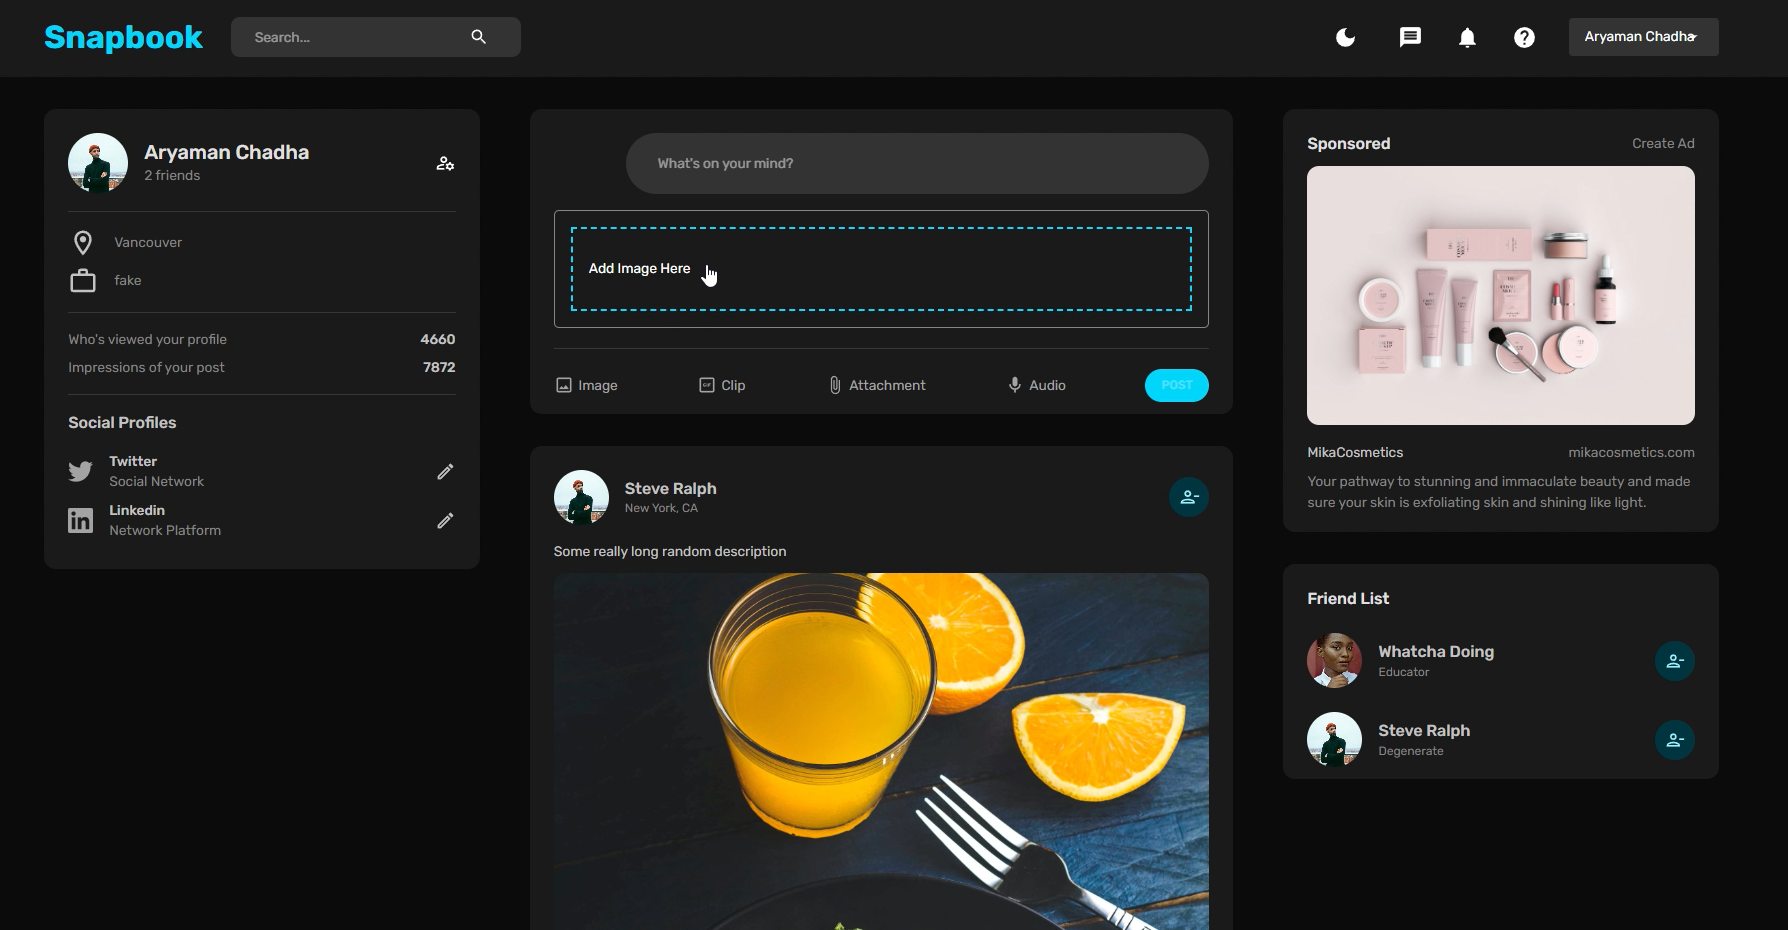 Snapbook
Search...
Aryaman Chadha
Aryaman Chadha
2 friends
Vancouver
fake
Who's viewed your profile 4660
Impressions of your post 7872
Social Profiles
Twitter
Social Network
Linkedin
Network Platform
What's on your mind?
Add Image Here
Image
GIF Clip
Attachment
Audio
POST
Steve Ralph
New York, CA
Some really long random description
Sponsored Create Ad
MikaCosmetics mikacosmetics.com
Your pathway to stunning and immaculate beauty and made
sure your skin is exfoliating skin and shining like light.
Friend List
Whatcha Doing
Educator
Steve Ralph
Degenerate